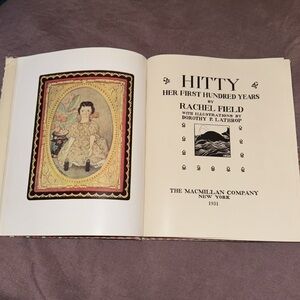 HITTY
HER FIRST HUNDRED YEARS
BY
RACHEL FIELD
WITH ILLUSTRATIONS BY
DOROTHY P. LATHROP
THE MACMILLAN COMPANY
NEW YORK
1931